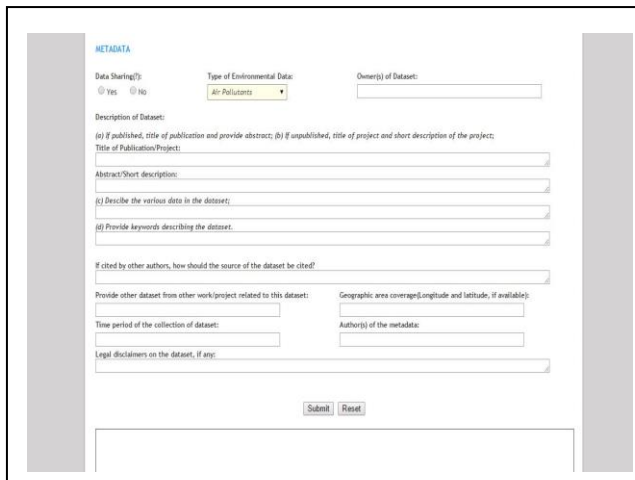 METADATA
Data Sharing(?): Type of Environmental Data: Owner(s) of Dataset:
Yes No Air Pollutants
Description of Dataset:
(a) If published, title of publication and provide abstract; (b) If unpublished, title of project and short description of the project;
Title of Publication/Project:
Abstract/Short description:
(c) Descibe the various data in the dataset;
(d) Provide keywords describing the dataset.
If cited by other authors, how should the source of the dataset be cited?
Provide other dataset from other work/project related to this dataset: Geographic area coverage(Longitude and latitude, if available):
Time period of the collection of dataset: Author(s) of the metadata:
Legal disclaimers on the dataset, if any:
Submit Reset